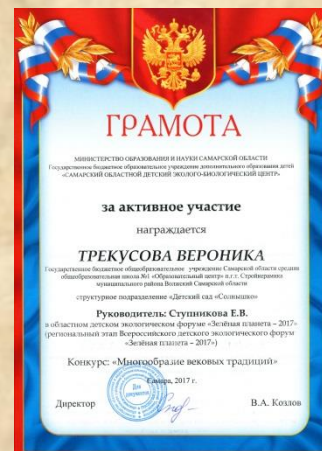 ГРАМОТА
МИНИСТЕРСТВО ОБРАЗОВАНИЯ И НАУКИ САМАРСКОЙ ОБЛАСТИ
Государственное бюджетное образовательное учреждение дополнительного образования детей
«САМАРСКИЙ ОБЛАСТНОЙ ДЕТСКИЙ ЭКОЛОГО-БИОЛОГИЧЕСКИЙ ЦЕНТР»
за активное участие
награждается
ТРЕКУСОВА ВЕРОНИКА
Государственное бюджетное общеобразовательное учреждение Самарской области средняя
общеобразовательная школа №1 «Образовательный центр» п.г.т. Стройкерамика
муниципального района Волжский Самарской области
структурное подразделение «Детский сад «Солнышко»
Руководитель: Ступникова Е.В.
в областном детском экологическом форуме «Зелёная планета – 2017»
(региональный этап Всероссийского детского экологического форума
«Зелёная планета – 2017»)
Конкурс: «Многообразие вековых традиций»
Самара, 2017 г.
Для
документов
Директор
В.А. Козлов